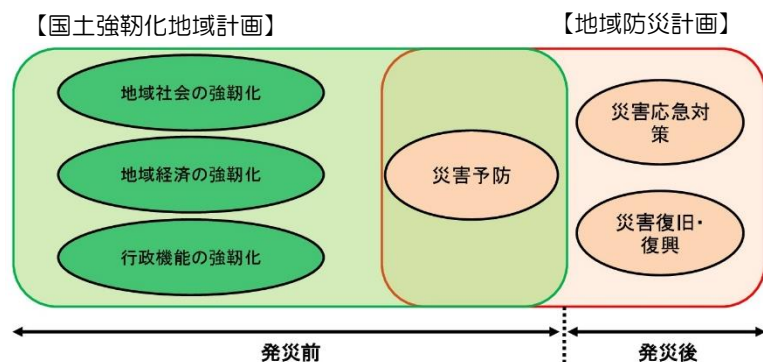 【国土強靭化地域計画】
【地域防災計画】
地域社会の強靭化
地域経済の強靭化
行政機能の強靭化
災害予防
災害応急対
策
災害復旧・
復興
発災前
発災後